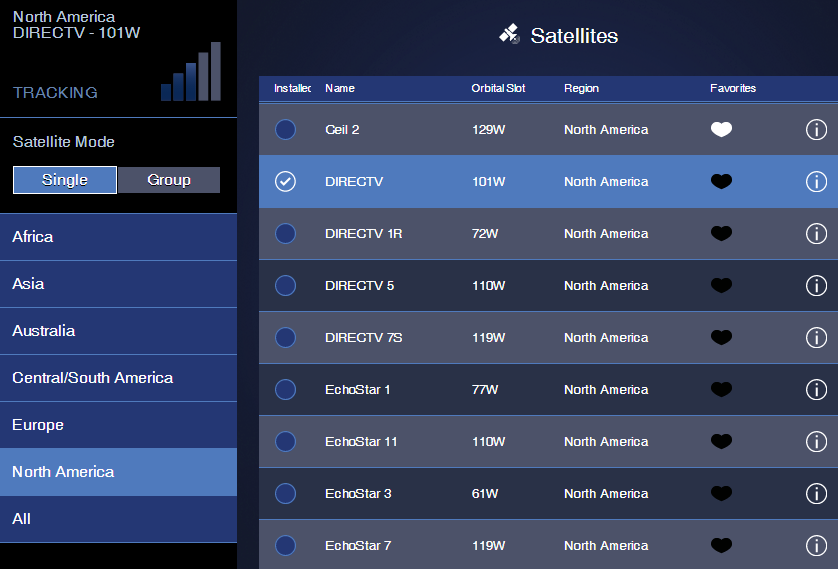 North America
DIRECTV - 101W
TRACKING
Satellite Mode
Single Group
Africa
Asia
Australia
Central/South America
Europe
North America
All
Satellites
Installec Name Orbital Slot Region Favorites
Ceil 2 129W North America
DIRECTV 101W North America
DIRECTV 1R 72W North America
DIRECTV 5 110W North America
DIRECTV 7S 119W North America
EchoStar 1 77W North America
EchoStar 11 110W North America
EchoStar 3 61W North America
EchoStar 7 119W North America